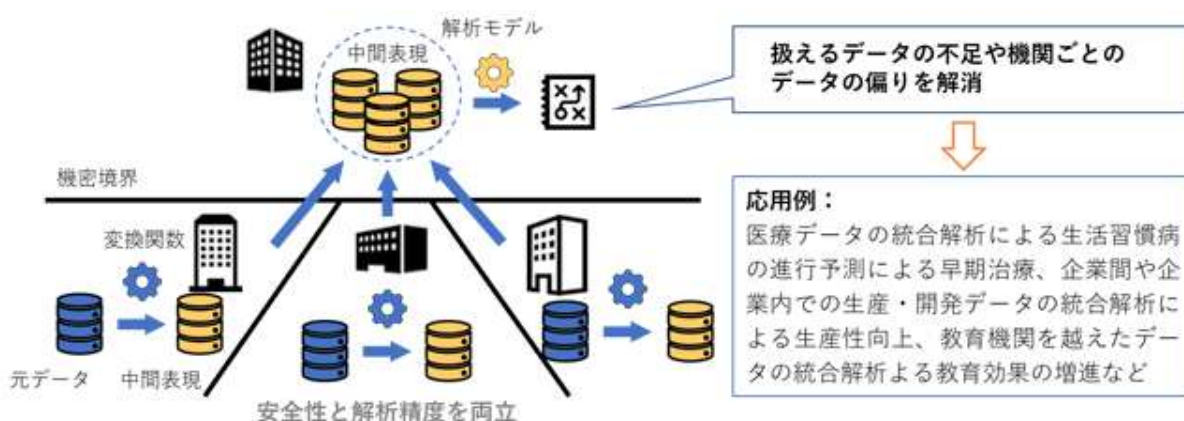 中間表現
解析モデル
扱えるデータの不足や機関ごとの
データの偏りを解消
機密境界
変換関数
元データ
中間表現
安全性と解析精度を両立
応用例：
医療データの統合解析による生活習慣病
の進行予測による早期治療、企業間や企
業内での生産・開発データの統合解析に
よる生産性向上、教育機関を越えたデー
タの統合解析よる教育効果の増進など